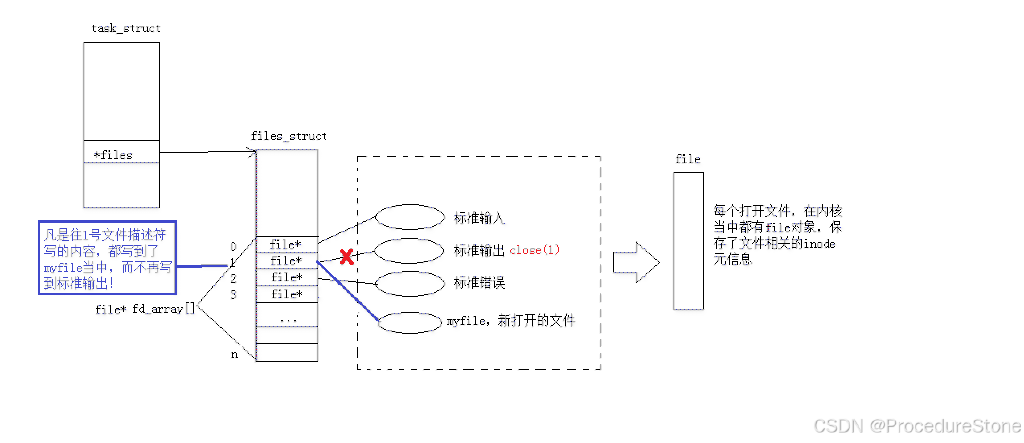 task_struct
*files
files_struct
file
标准输入
每个打开文件，在内核
当中都有file对象，保
存了文件相关的inode
元信息
凡是往1号文件描述符
写的内容，都写到了
myfile当中，而不再写
到标准输出！
0
file*
1
file*
标准输出 close(1)
2
file*
标准错误
3
file*
file* fd_array[]
...
myfile，新打开的文件
n
CSDN @ProcedureStone